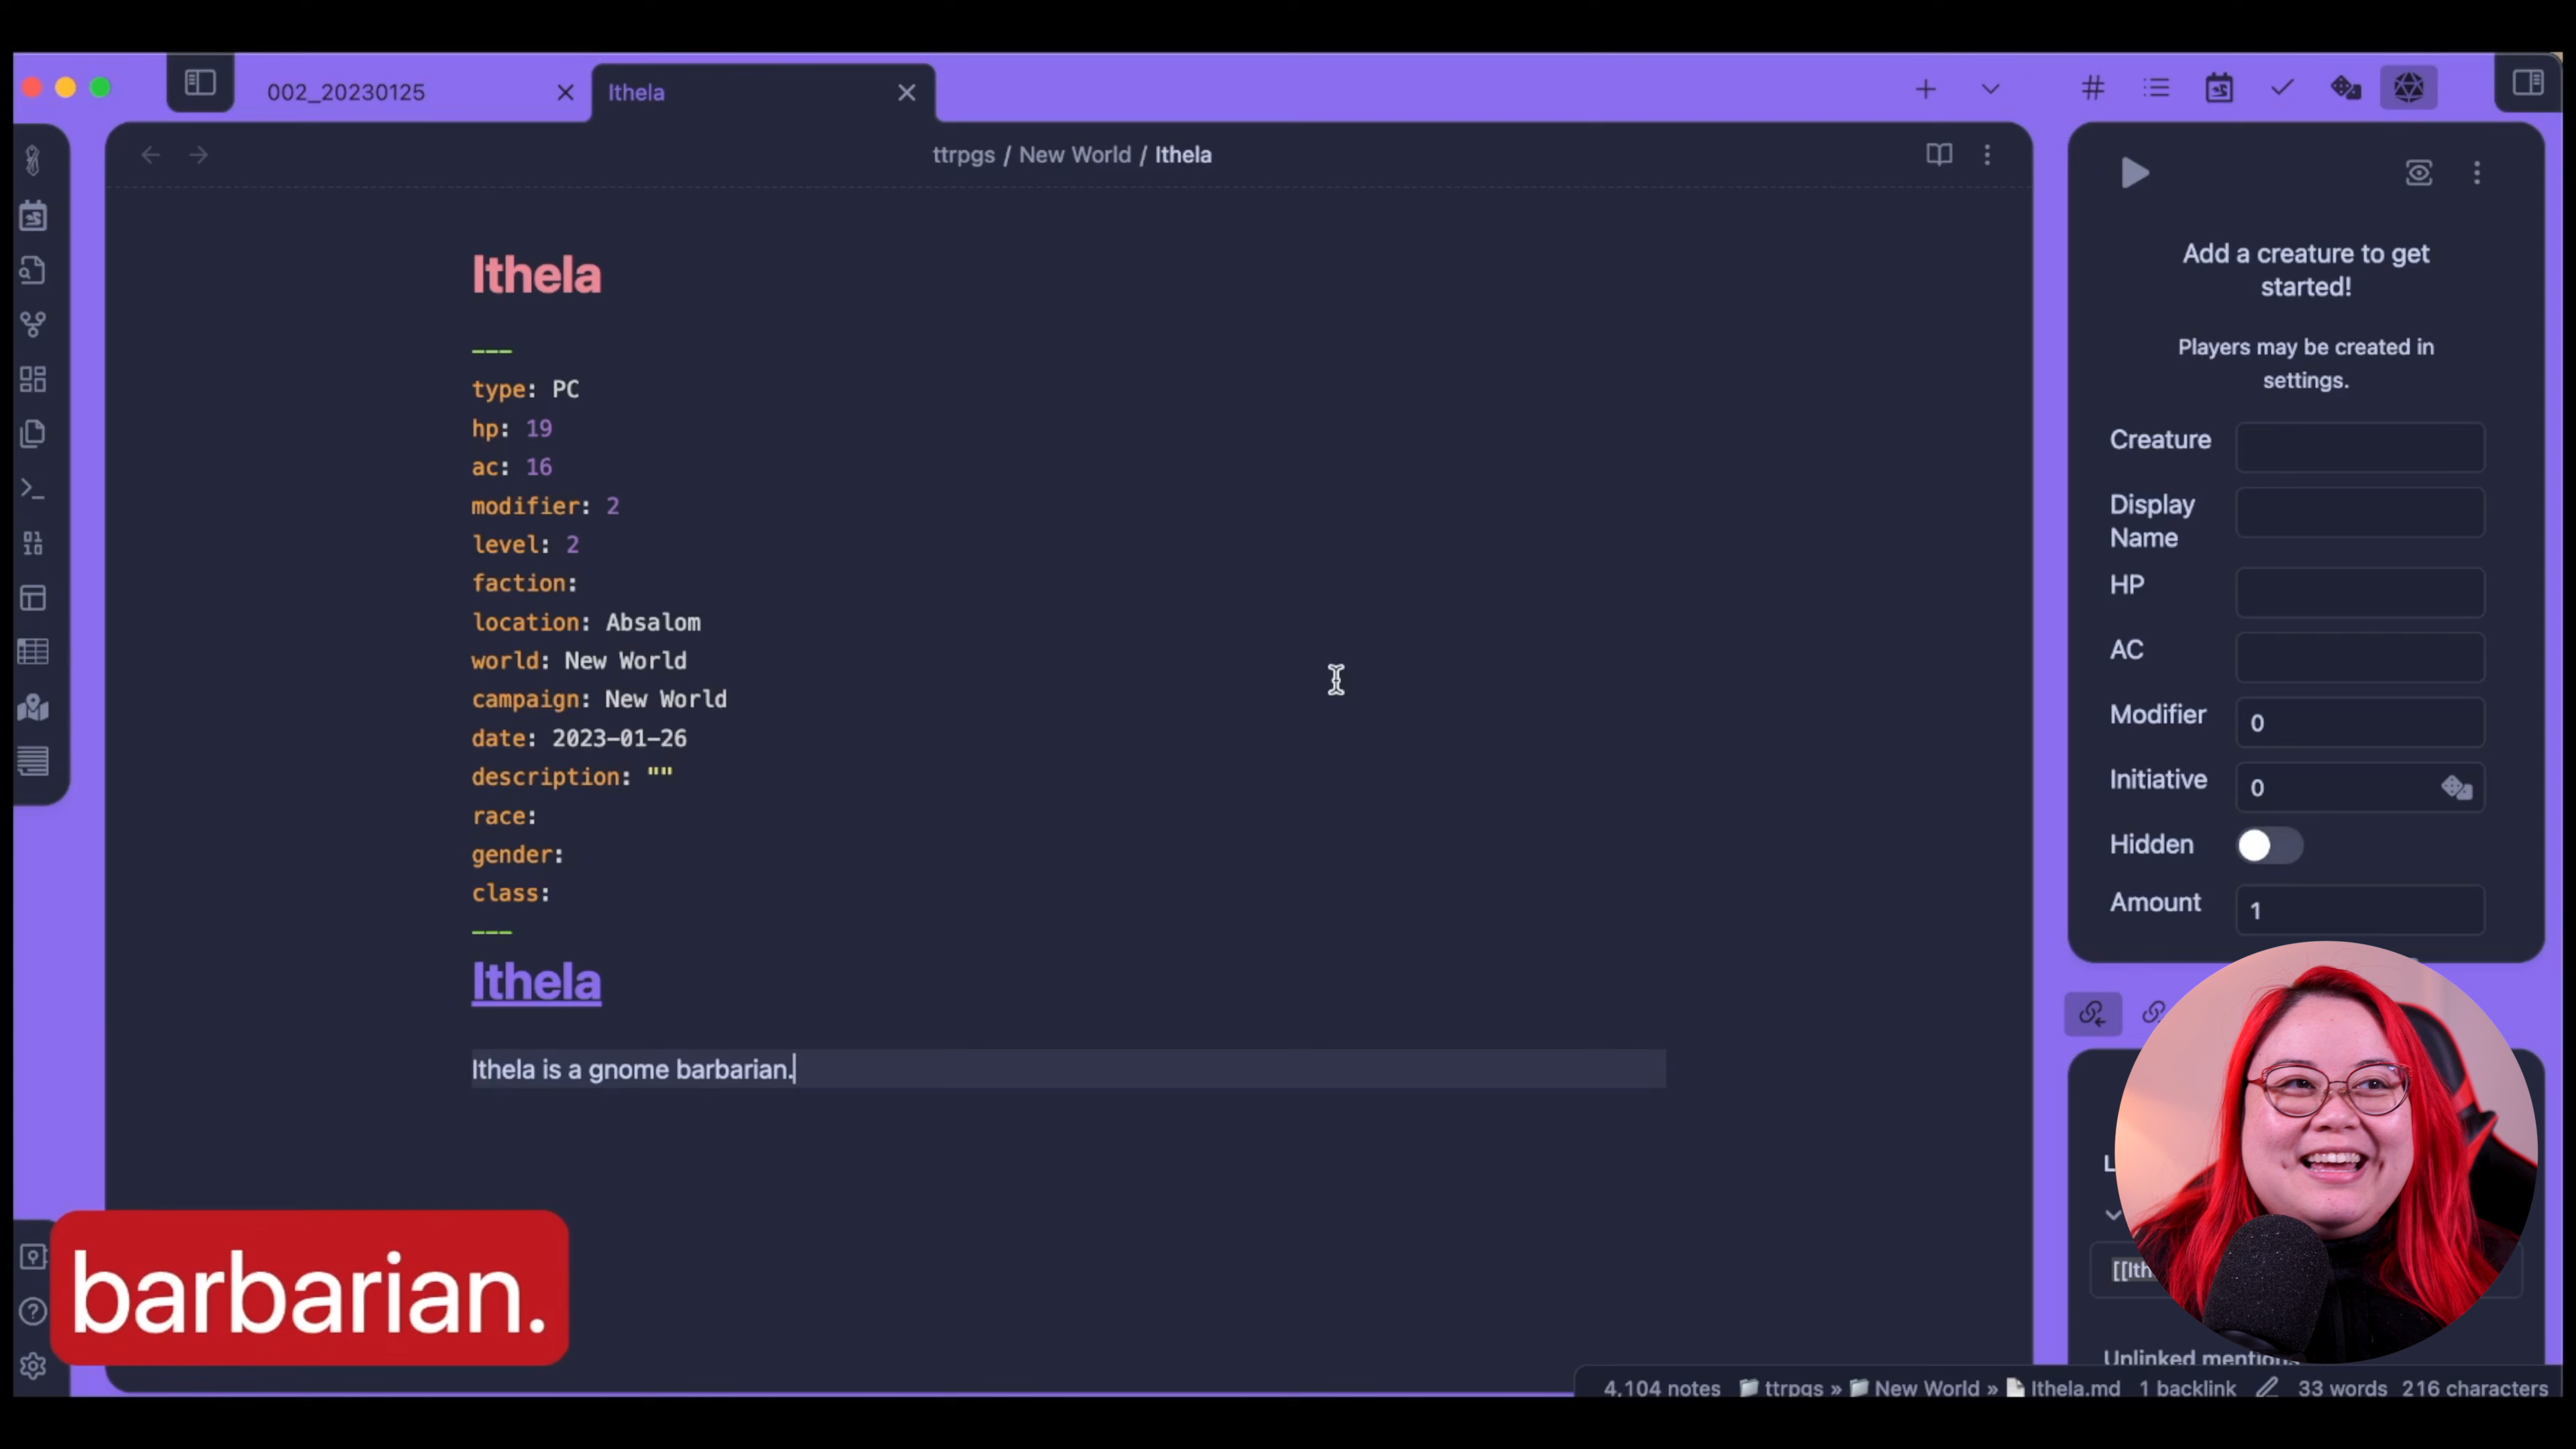 002_20230125
Ithela
ttrpgs / New World / Ithela
Ithela
---
type: PC
hp: 19
ac: 16
modifier: 2
level: 2
faction:
location: Absalom
world: New World
campaign: New World
date: 2023-01-26
description: ""
race:
gender:
class:
---
Ithela
Ithela is a gnome barbarian.
Add a creature to get
started!
Players may be created in
settings.
Creature
Display
Name
HP
AC
Modifier
0
Initiative
0
Hidden
Amount
1
L
[[Ith
Unlinked mentions
barbarian.
4,104 notes ttrpgs » New World » Ithela.md 1 backlink 33 words 216 characters